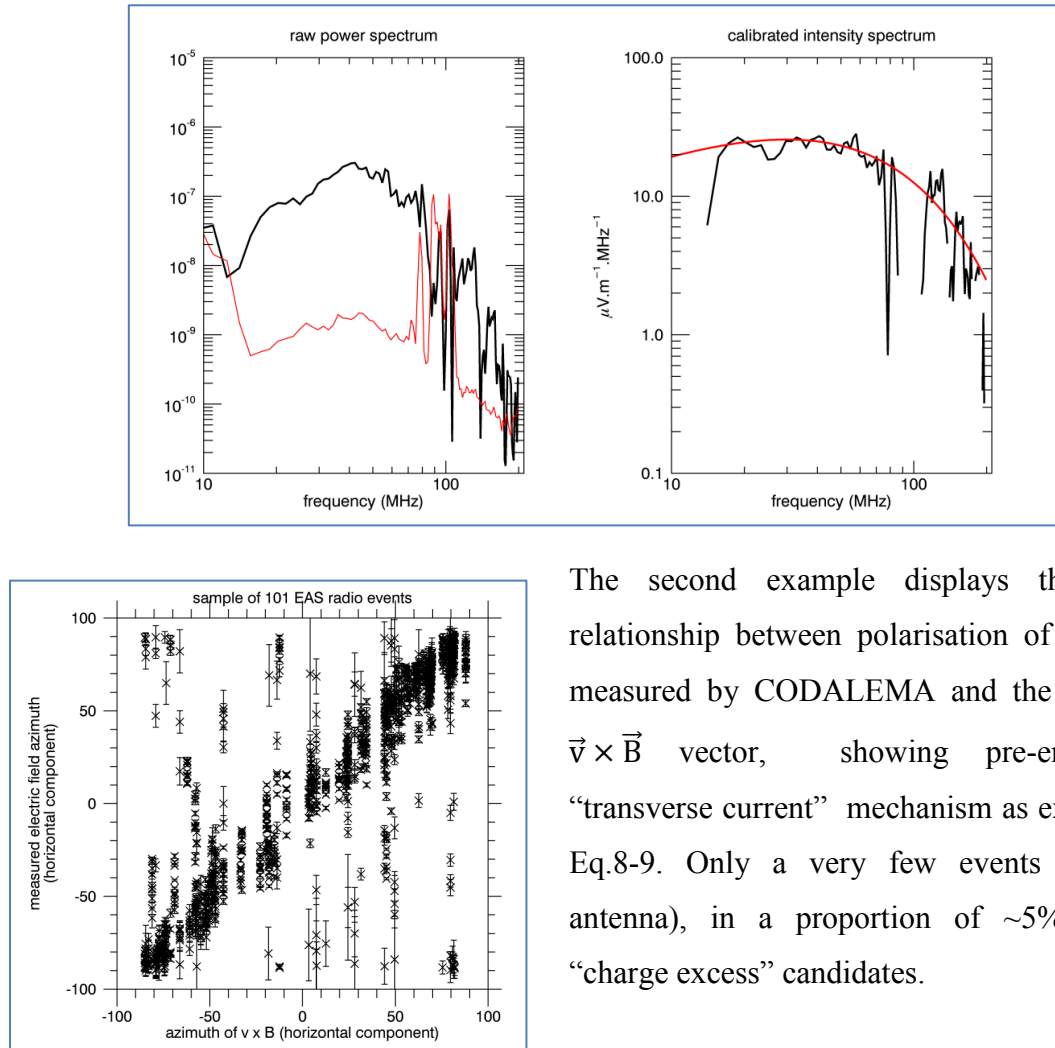 raw power spectrum
10^-5
10^-6
10^-7
10^-8
10^-9
10^-10
10^-11
10
100
frequency (MHz)
calibrated intensity spectrum
100.0
10.0
1.0
0.1
μV.m^-1.MHz^-1
10
100
frequency (MHz)
sample of 101 EAS radio events
100
50
0
-50
-100
measured electric field azimuth
(horizontal component)
-100
-50
0
50
100
azimuth of v x B (horizontal component)
The second example displays th
relationship between polarisation of
measured by CODALEMA and the
v⃗ × B⃗ vector, showing pre-e
“transverse current” mechanism as e
Eq.8-9. Only a very few events
antenna), in a proportion of ~5%
“charge excess” candidates.